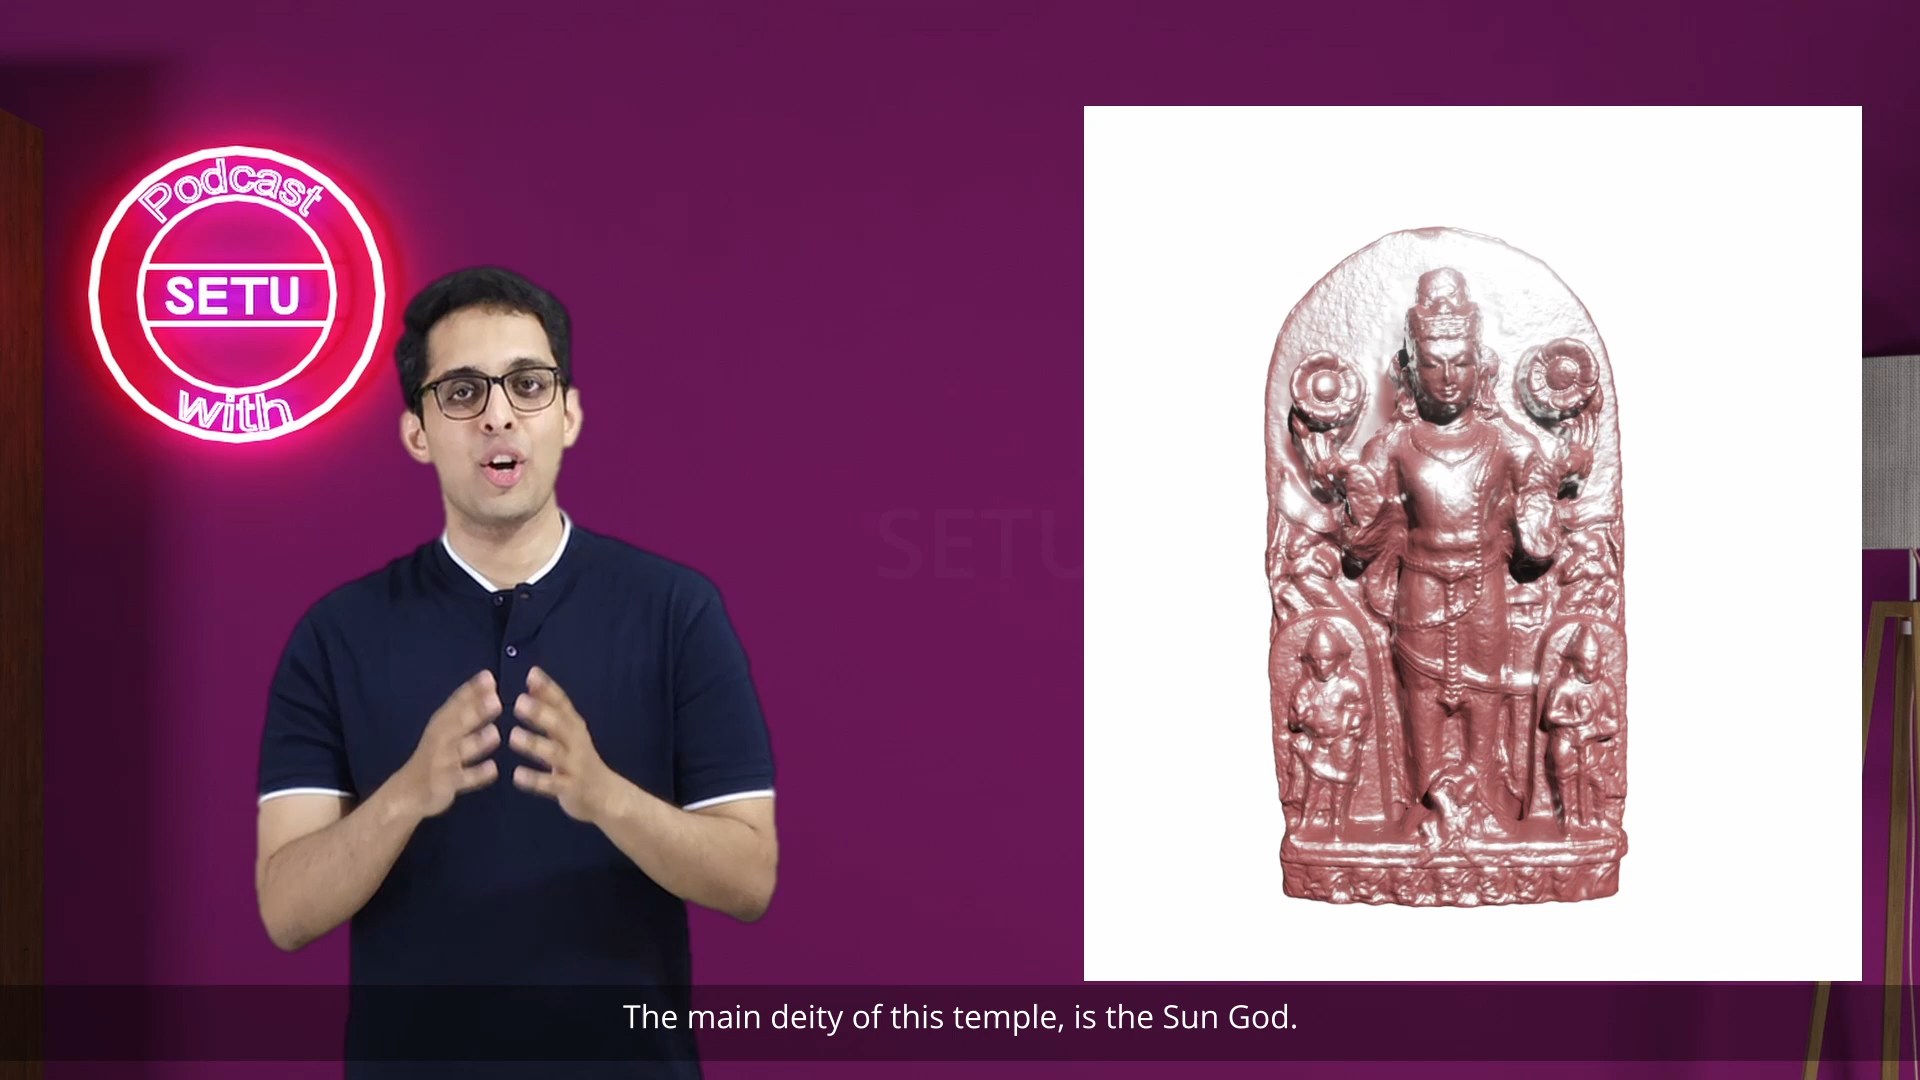 Podcast
SETU
with
SETU
The main deity of this temple, is the Sun God.